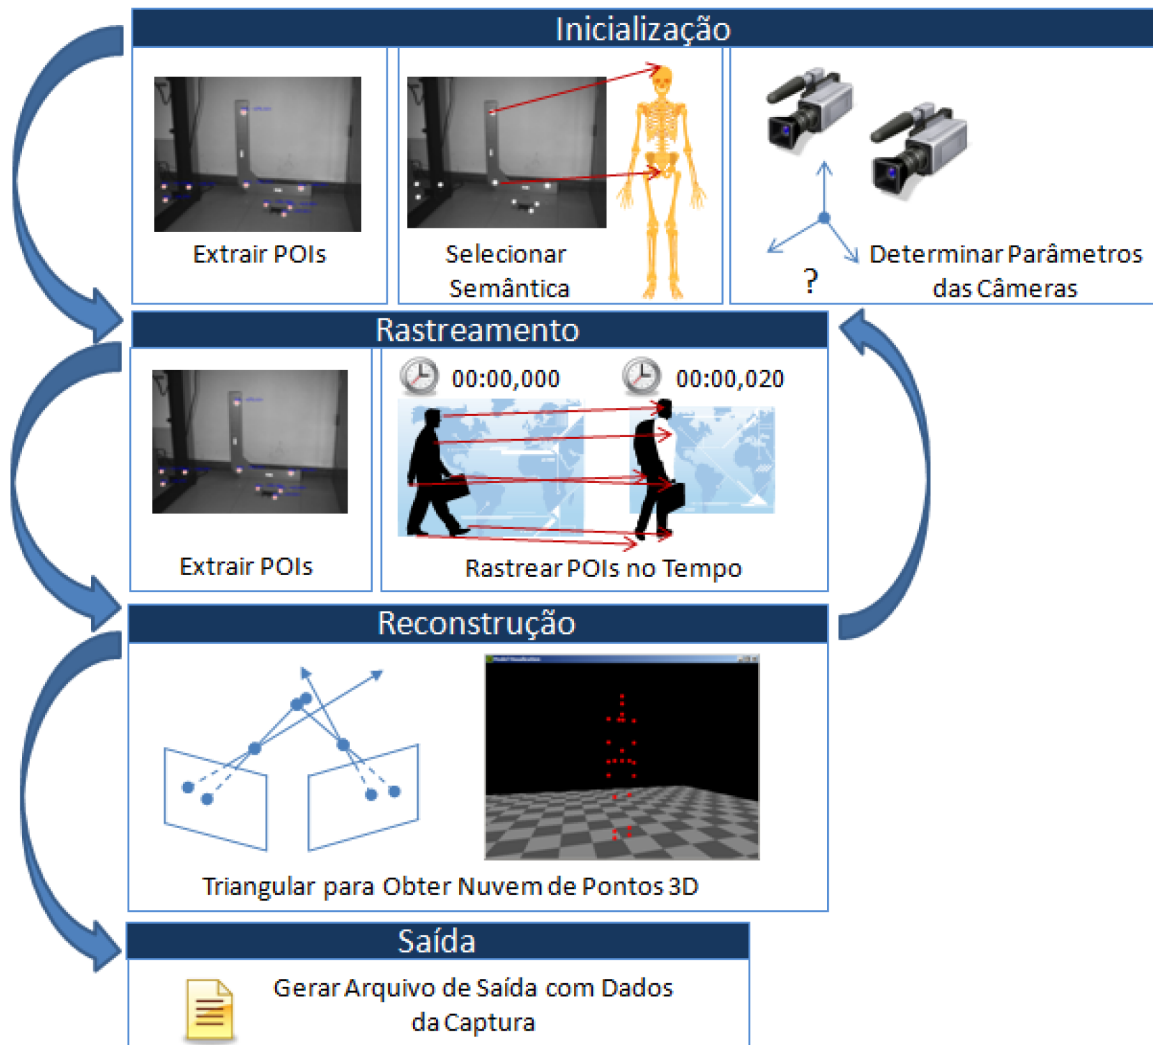 Inicialização
Extrair POIs
Selecionar
Semântica
?
Determinar Parâmetros
das Câmeras
Rastreamento
00:00,000
00:00,020
Extrair POIs
Rastrear POIs no Tempo
Reconstrução
Triangular para Obter Nuvem de Pontos 3D
Saída
Gerar Arquivo de Saída com Dados
da Captura